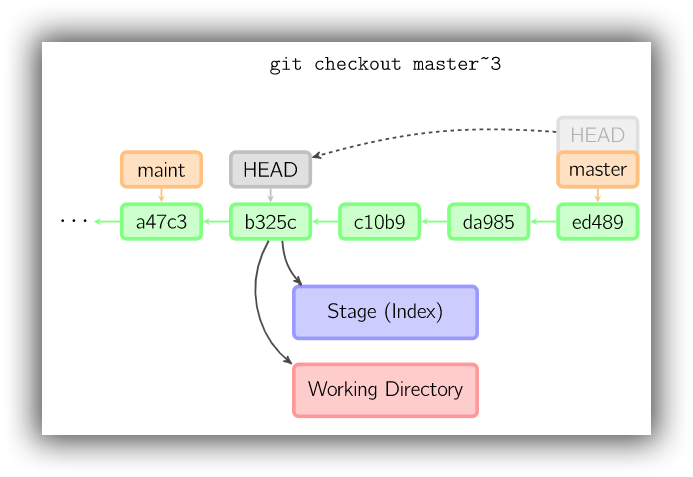 git checkout master~3
HEAD
maint
HEAD
master
...
a47c3
b325c
c10b9
da985
ed489
Stage (Index)
Working Directory